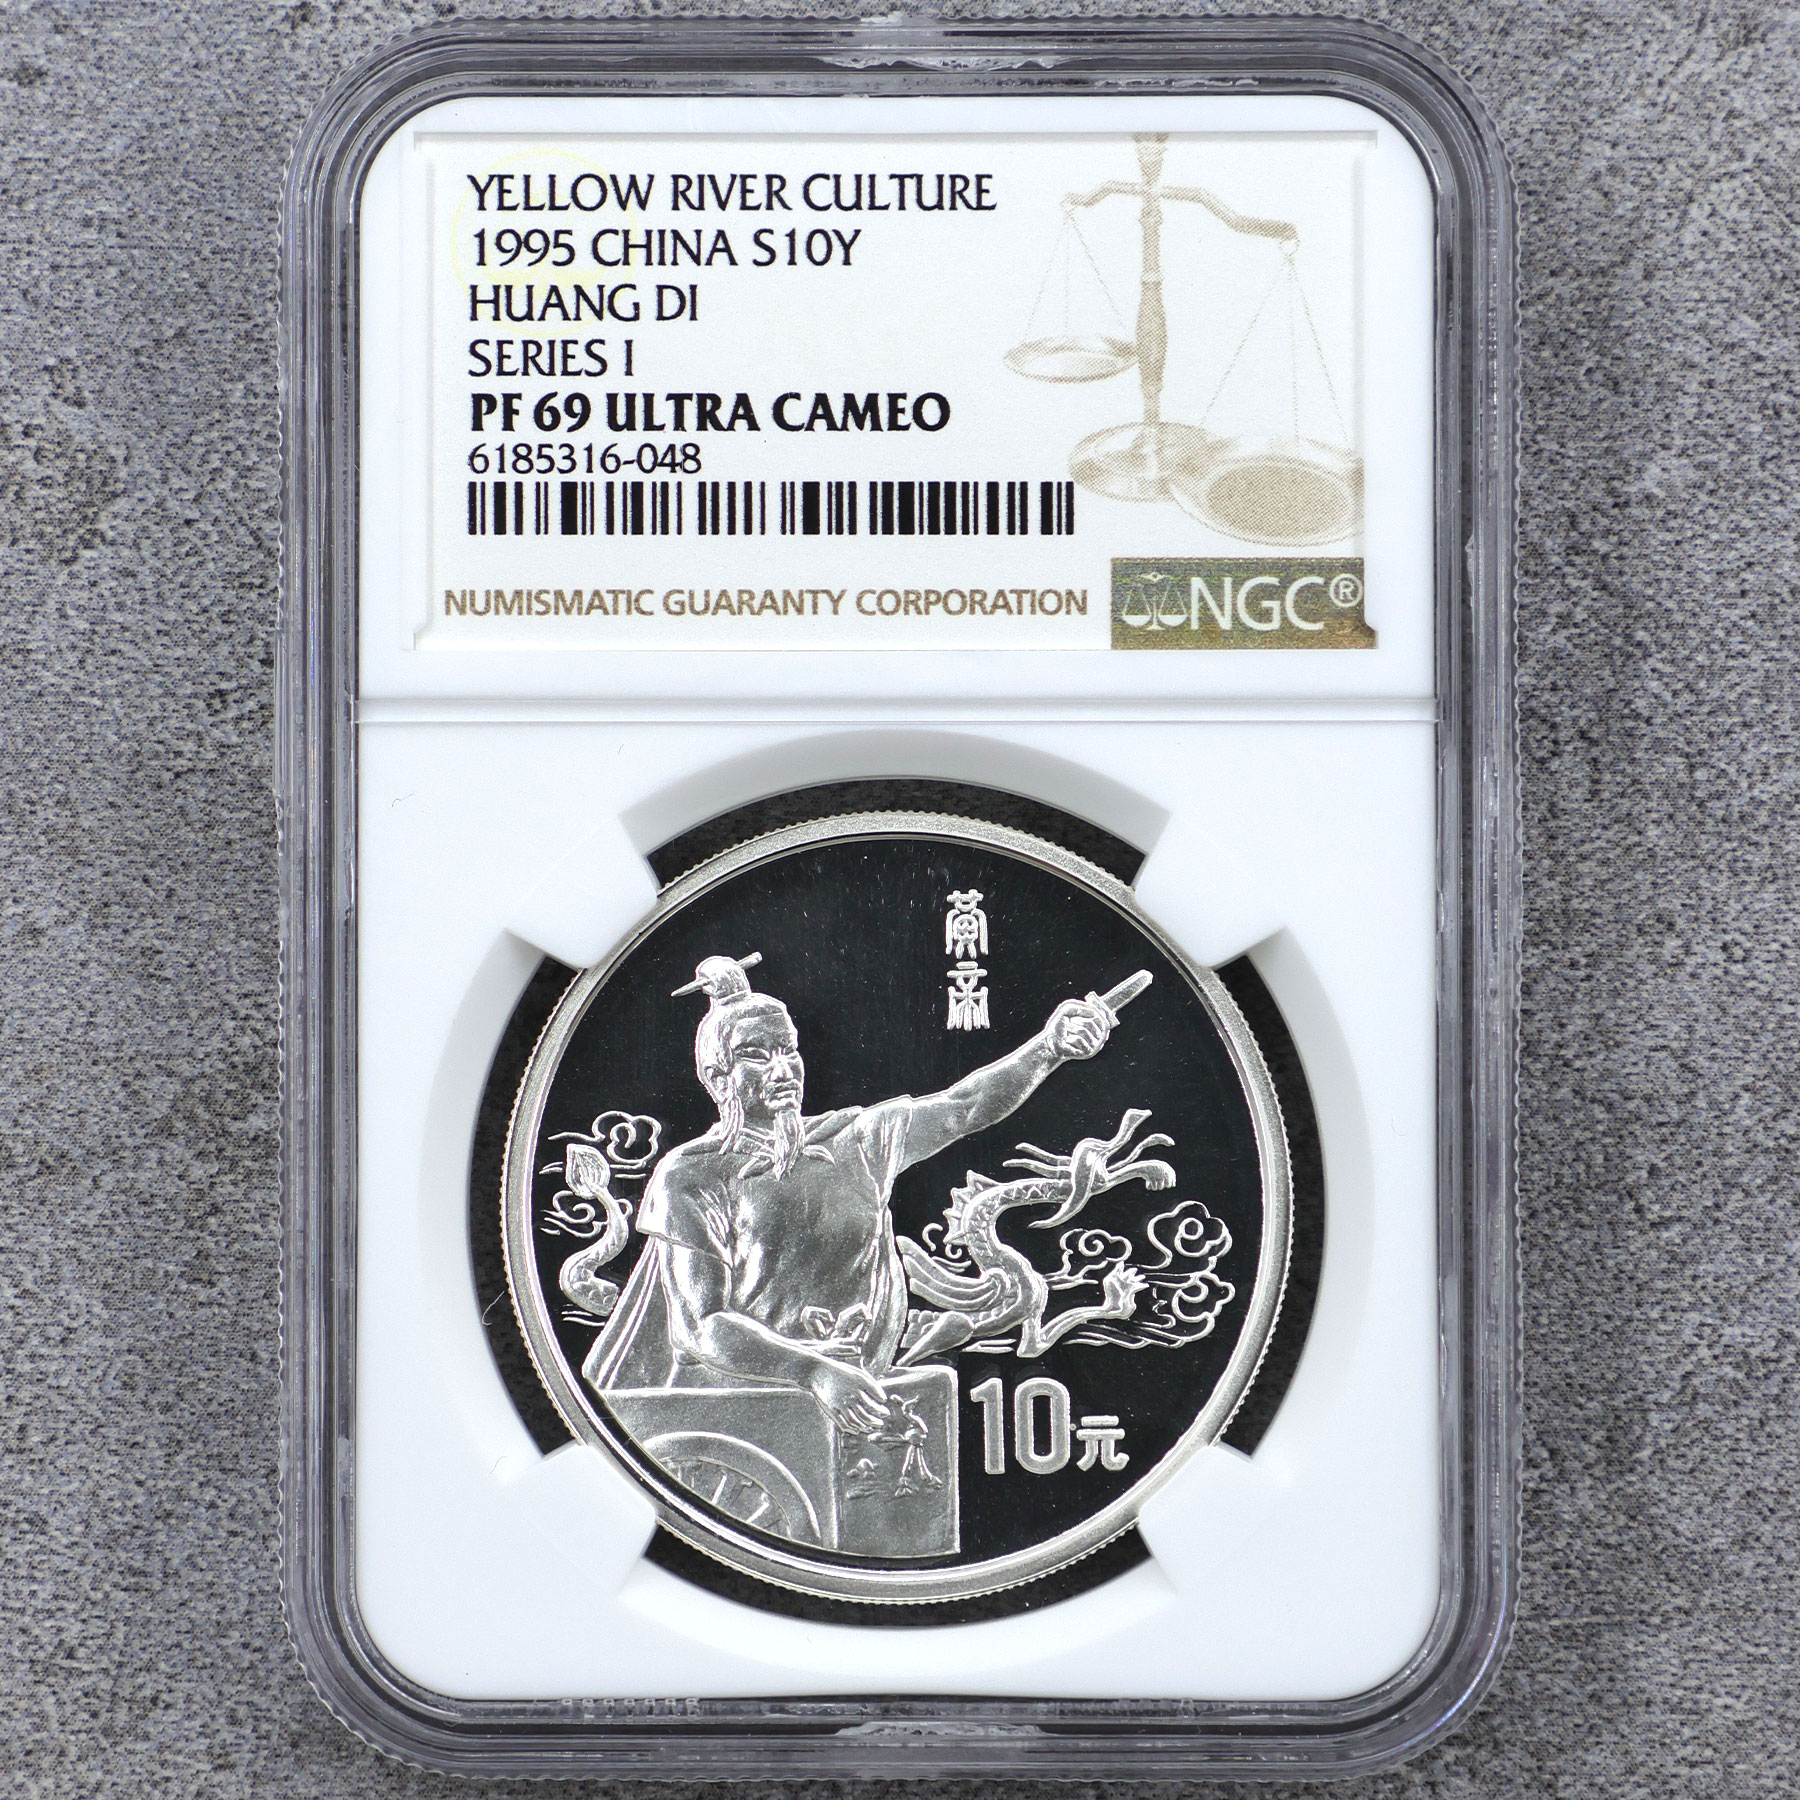 YELLOW RIVER CULTURE
1995 CHINA S10Y
HUANG DI
SERIES I
PF 69 ULTRA CAMEO
6185316-048
NUMISMATIC GUARANTY CORPORATION
NGC®
黄帝
10元